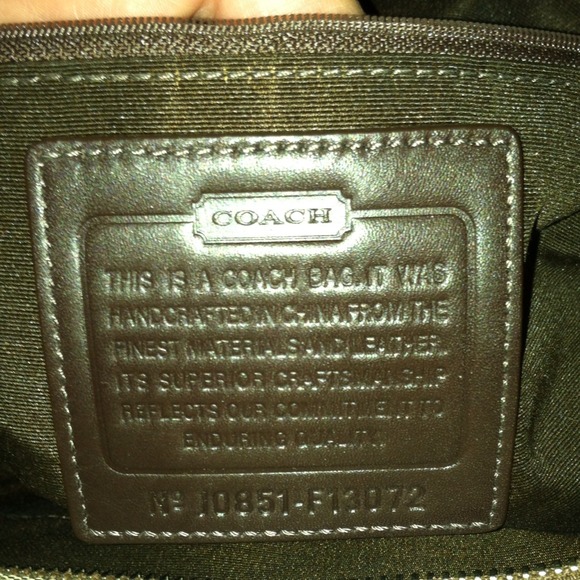 COACH
THIS IS A COACH BAG. IT WAS
HANDCRAFTED IN CHINA FROM THE
FINEST MATERIALS AND LEATHER.
ITS SUPERIOR CRAFTSMANSHIP
REFLECTS OUR COMMITMENT TO
ENDURING QUALITY.
Nº J0851-F13072